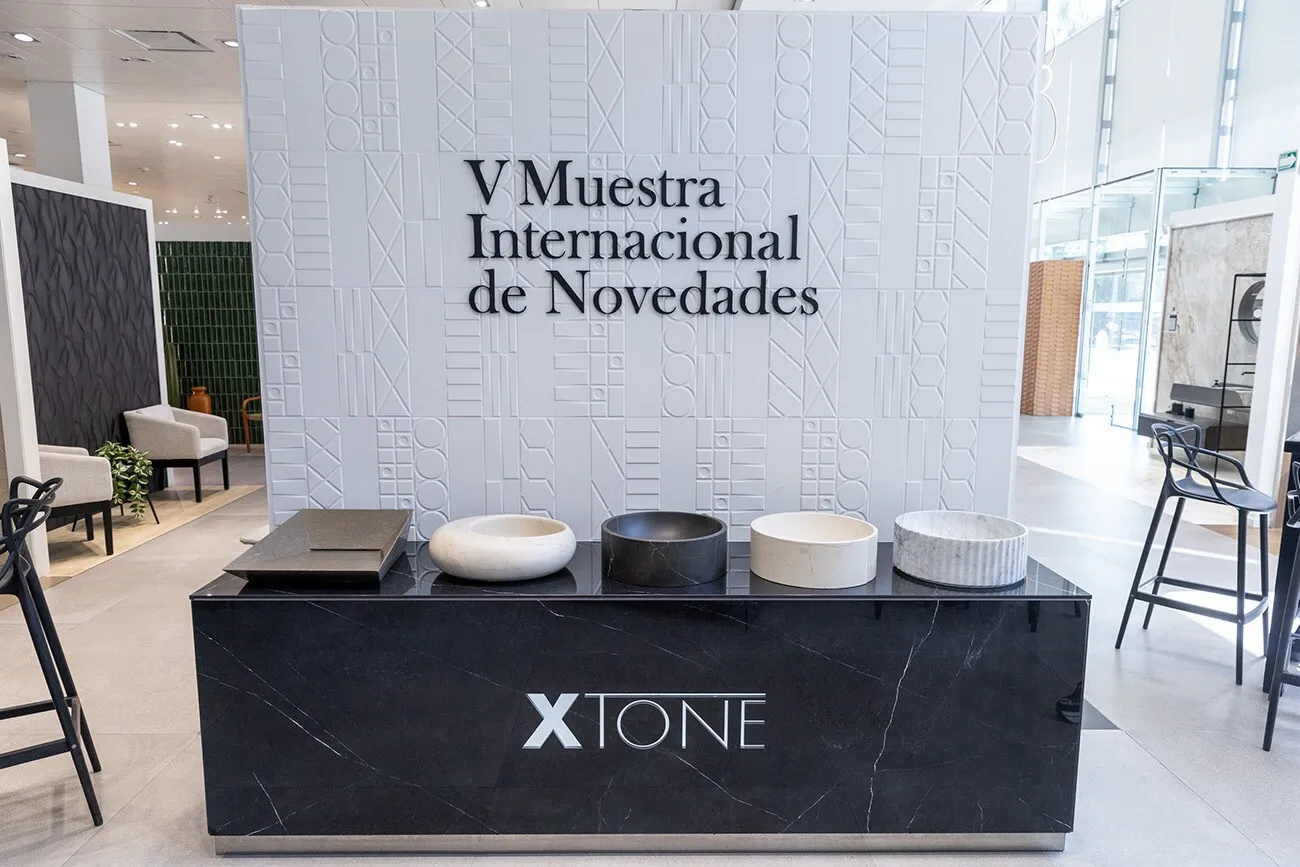 V Muestra
Internacional
de Novedades
XTONE